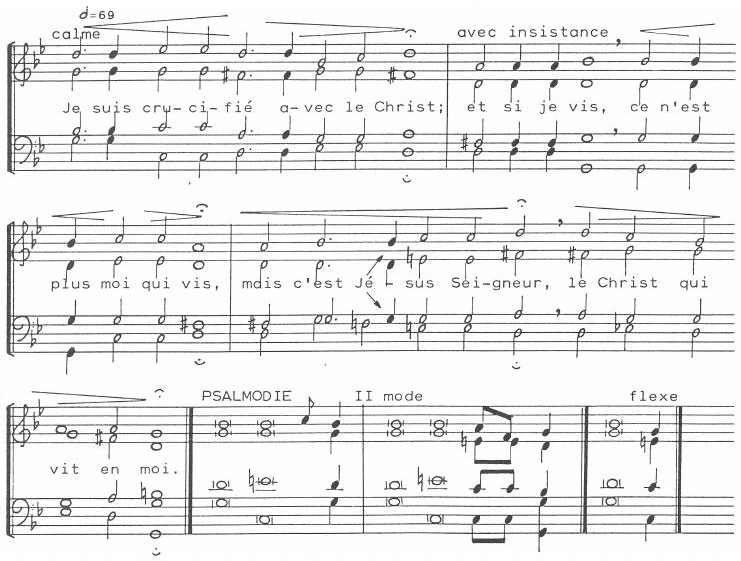 𝅗𝅥=69
calme avec insistance
Je suis cru-ci-fié a-vec le Christ; et si je vis, ce n'est
plus moi qui vis, mais c'est Jé-sus Sei-gneur, le Christ qui
PSALMODIE II mode flexe
vit en moi.